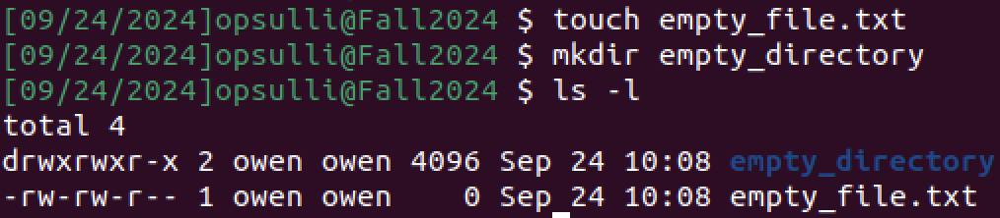 [09/24/2024]opsulli@Fall2024 $ touch empty_file.txt
[09/24/2024]opsulli@Fall2024 $ mkdir empty_directory
[09/24/2024]opsulli@Fall2024 $ ls -l
total 4
drwxrwxr-x 2 owen owen 4096 Sep 24 10:08 empty_directory
-rw-rw-r-- 1 owen owen    0 Sep 24 10:08 empty_file.txt